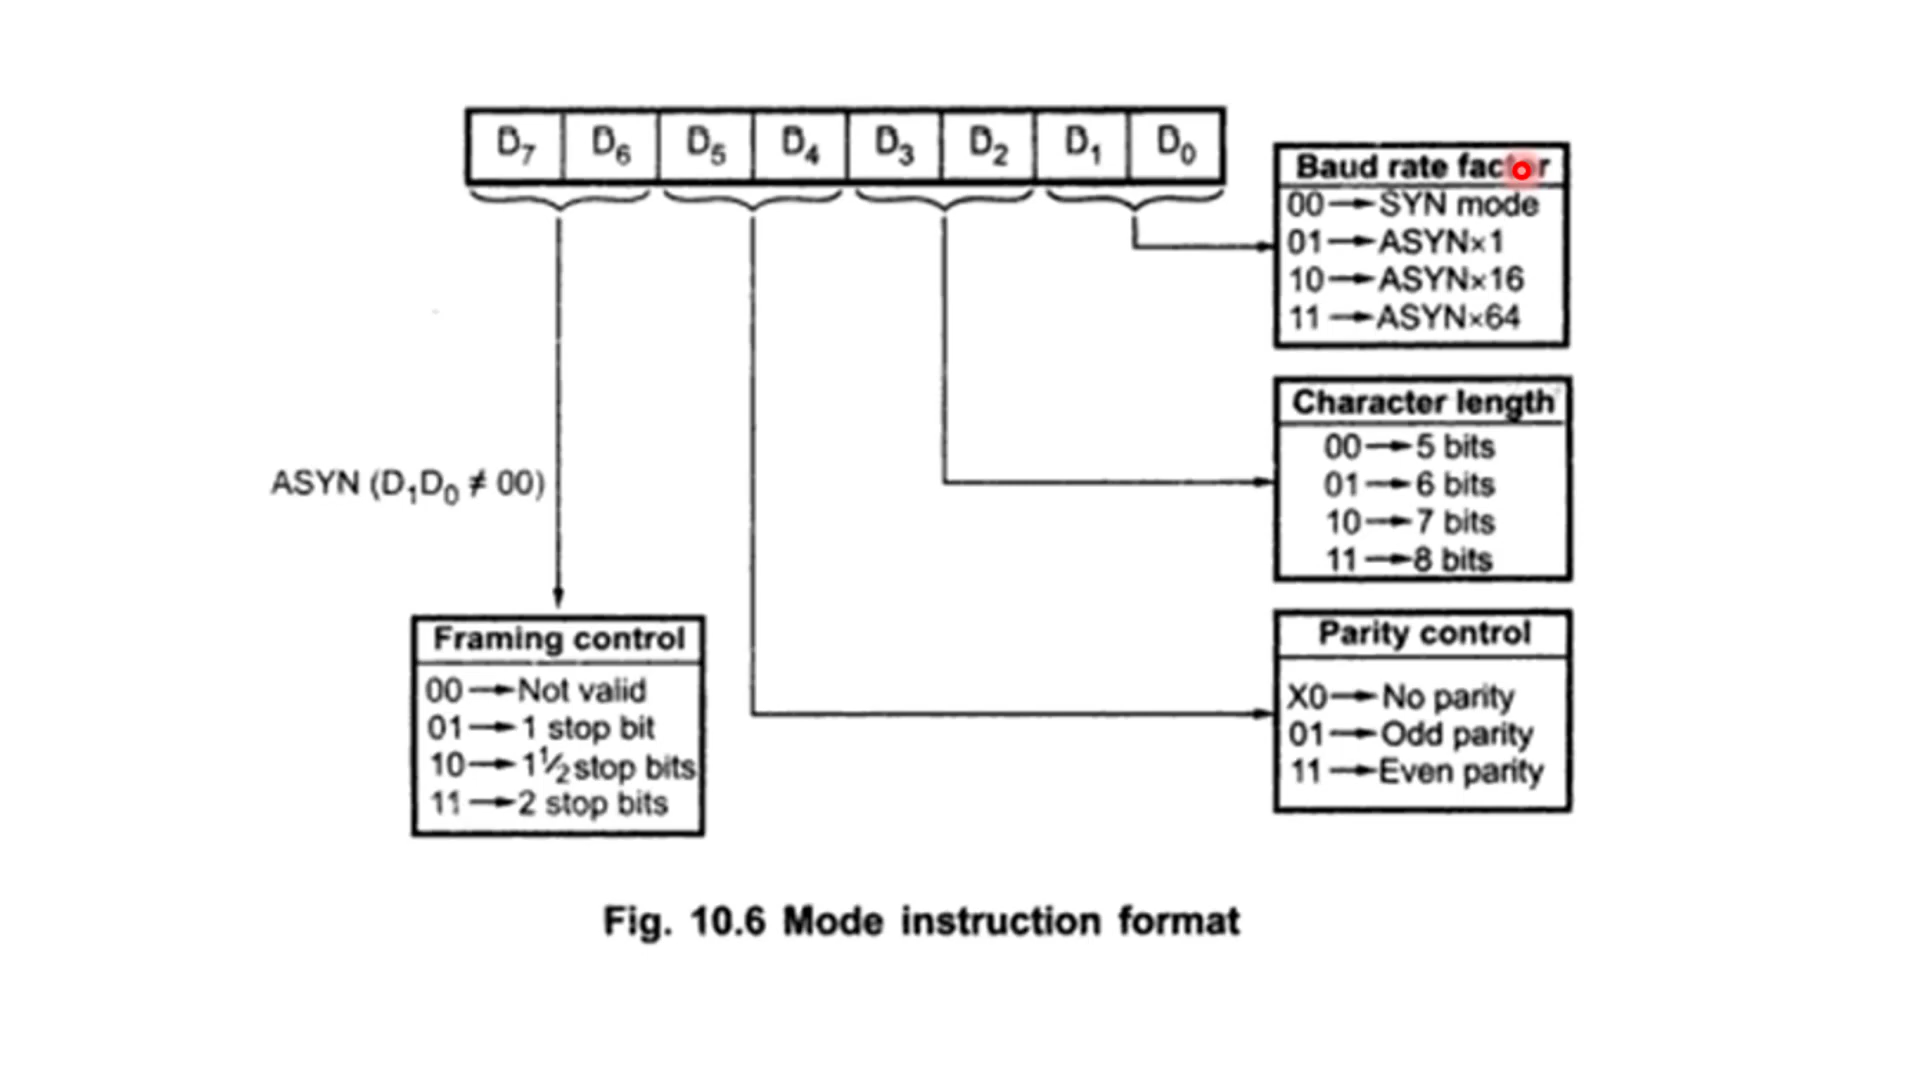 D7 D6 D5 D4 D3 D2 D1 D0
Baud rate factor
00→SYN mode
01→ASYN×1
10→ASYN×16
11→ASYN×64
Character length
00→5 bits
01→6 bits
10→7 bits
11→8 bits
ASYN (D1D0 ≠ 00)
Framing control
00→Not valid
01→1 stop bit
10→1½ stop bits
11→2 stop bits
Parity control
X0→No parity
01→Odd parity
11→Even parity
Fig. 10.6 Mode instruction format